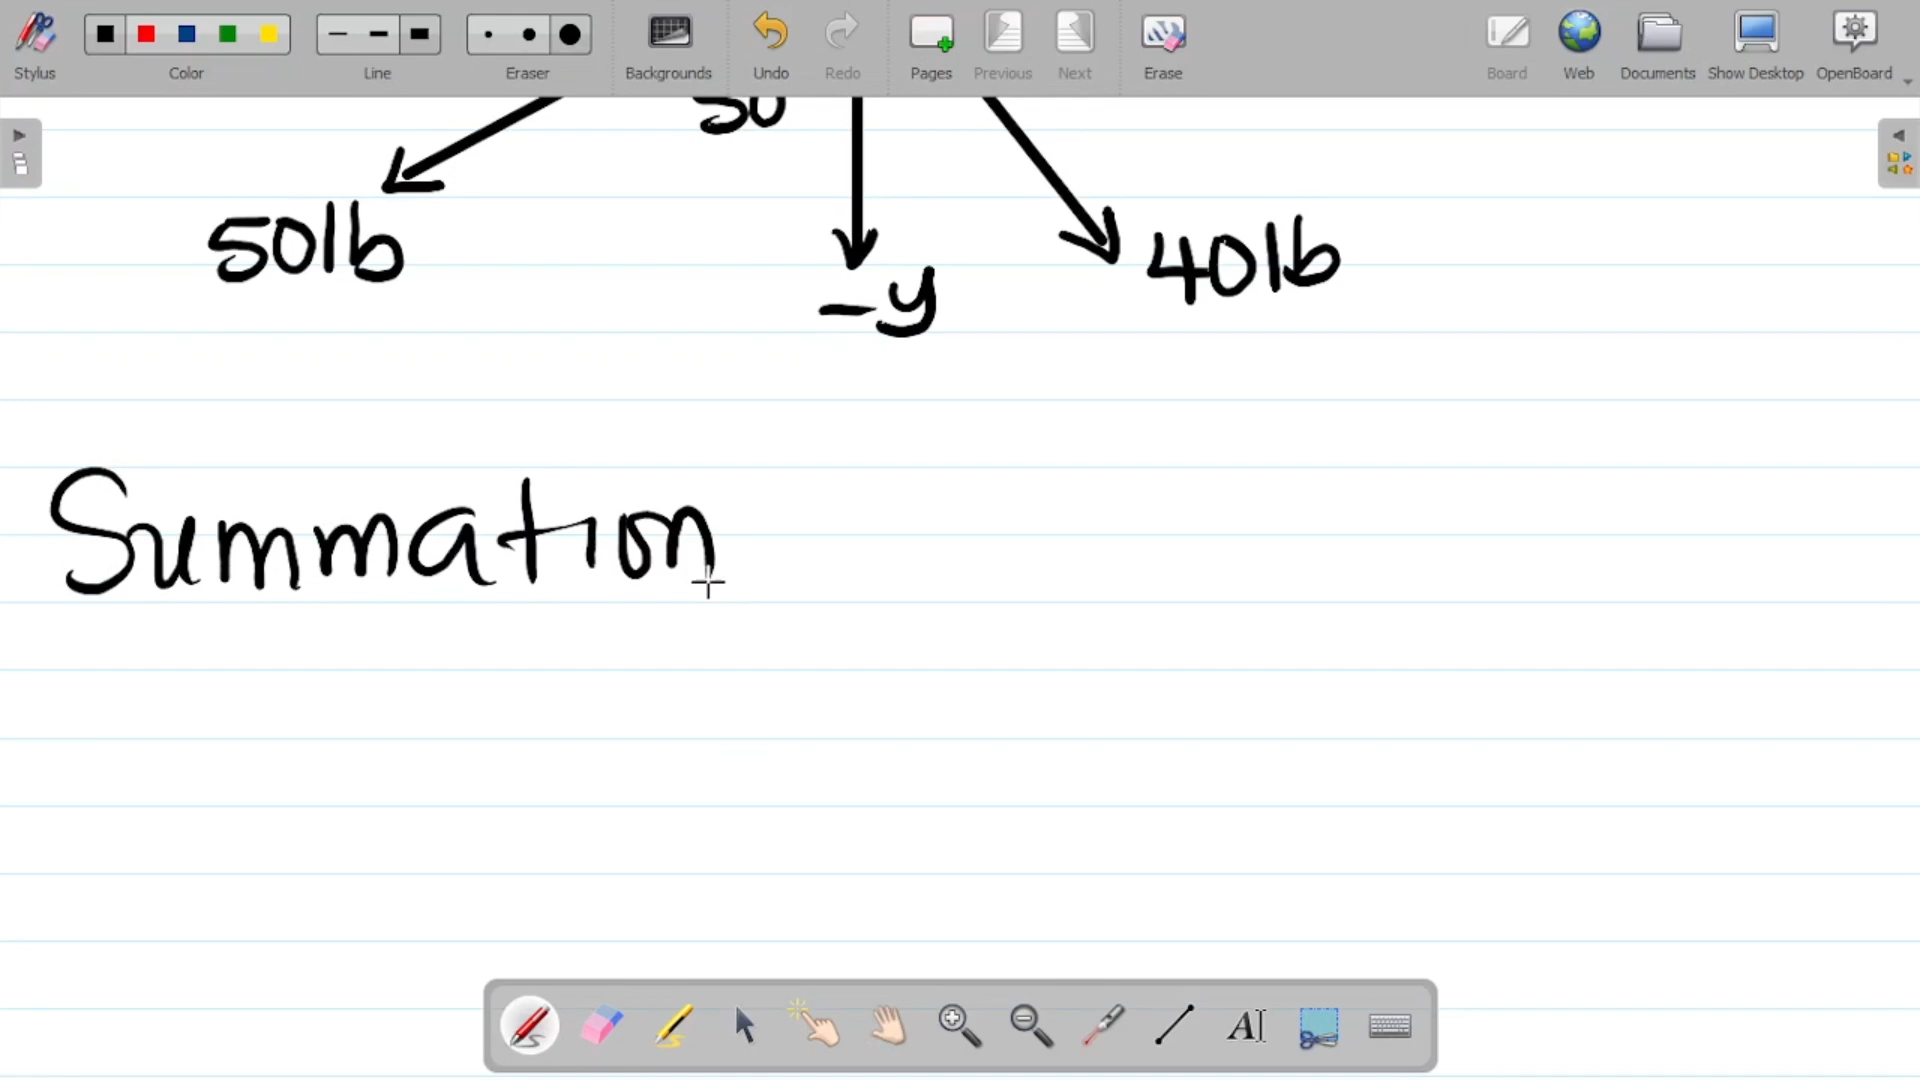 Stylus Color Line Eraser Backgrounds Undo Redo Pages Previous Next Erase Board Web Documents Show Desktop OpenBoard
50
50lb
40lb
-y
Summation